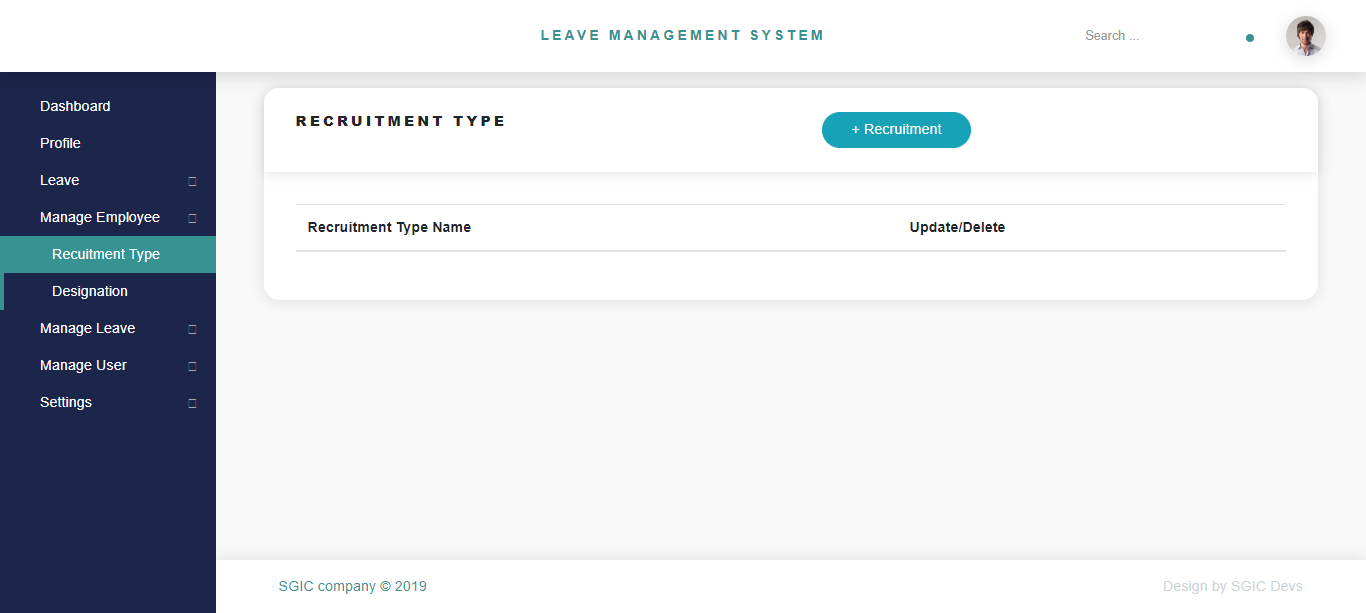 LEAVE MANAGEMENT SYSTEM
Search ...
Dashboard
Profile
Leave
Manage Employee
Recuitment Type
Designation
Manage Leave
Manage User
Settings
RECRUITMENT TYPE
+ Recruitment
Recruitment Type Name Update/Delete
SGIC company © 2019
Design by SGIC Devs